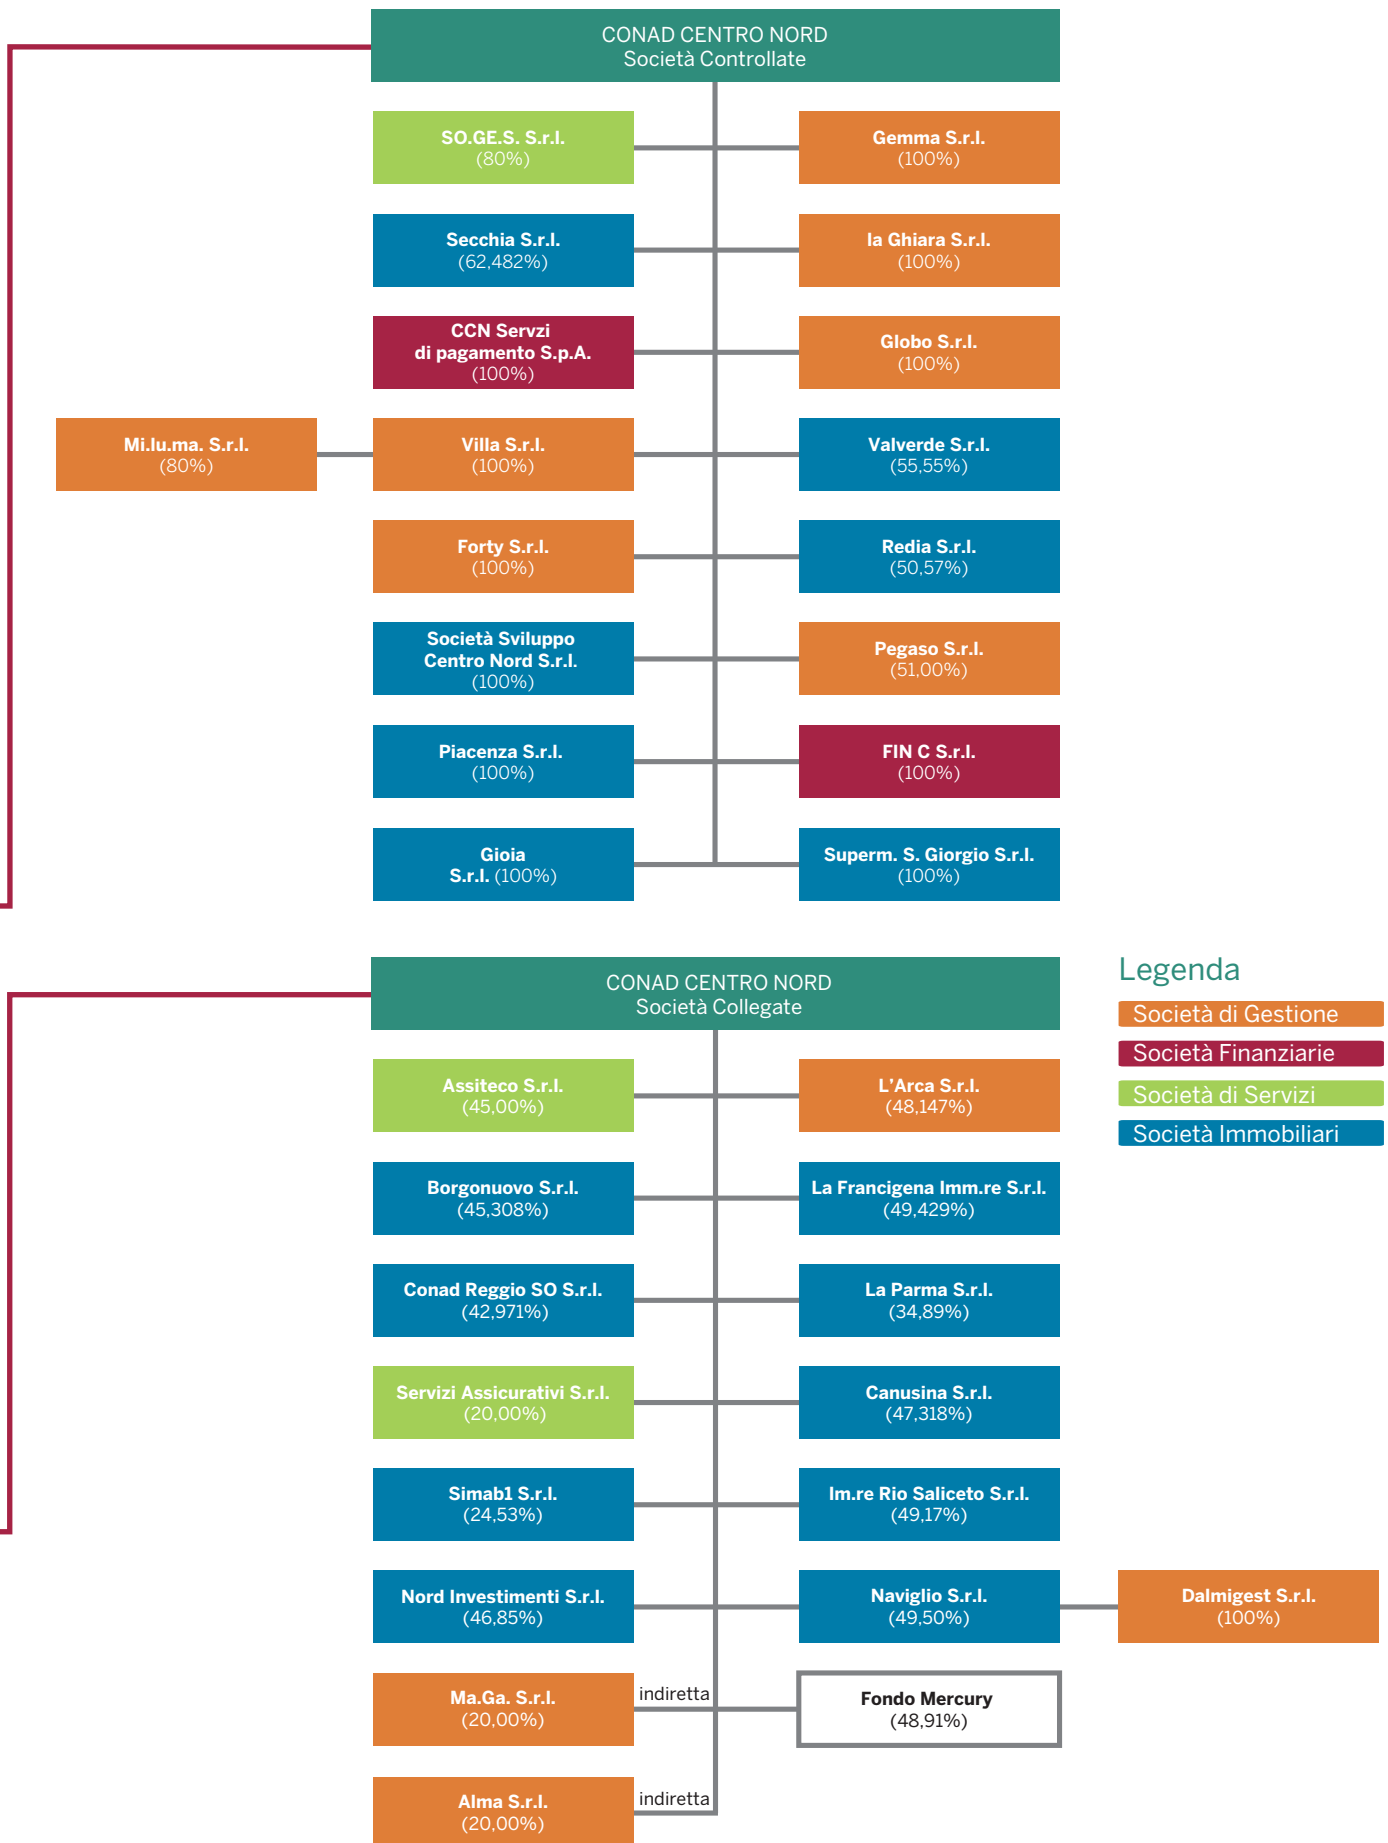 CONAD CENTRO NORD
Società Controllate
SO.GE.S. S.r.l.
(80%)
Gemma S.r.l.
(100%)
Secchia S.r.l.
(62,482%)
la Ghiara S.r.l.
(100%)
CCN Servzi
di pagamento S.p.A.
(100%)
Globo S.r.l.
(100%)
Mi.lu.ma. S.r.l.
(80%)
Villa S.r.l.
(100%)
Valverde S.r.l.
(55,55%)
Forty S.r.l.
(100%)
Redia S.r.l.
(50,57%)
Società Sviluppo
Centro Nord S.r.l.
(100%)
Pegaso S.r.l.
(51,00%)
Piacenza S.r.l.
(100%)
FIN C S.r.l.
(100%)
Gioia
S.r.l. (100%)
Superm. S. Giorgio S.r.l.
(100%)
CONAD CENTRO NORD
Società Collegate
Legenda
Società di Gestione
Società Finanziarie
Società di Servizi
Società Immobiliari
Assiteco S.r.l.
(45,00%)
L'Arca S.r.l.
(48,147%)
Borgonuovo S.r.l.
(45,308%)
La Francigena Imm.re S.r.l.
(49,429%)
Conad Reggio SO S.r.l.
(42,971%)
La Parma S.r.l.
(34,89%)
Servizi Assicurativi S.r.l.
(20,00%)
Canusina S.r.l.
(47,318%)
Simab1 S.r.l.
(24,53%)
Im.re Rio Saliceto S.r.l.
(49,17%)
Nord Investimenti S.r.l.
(46,85%)
Naviglio S.r.l.
(49,50%)
Dalmigest S.r.l.
(100%)
Ma.Ga. S.r.l.
(20,00%)
indiretta
Fondo Mercury
(48,91%)
Alma S.r.l.
(20,00%)
indiretta